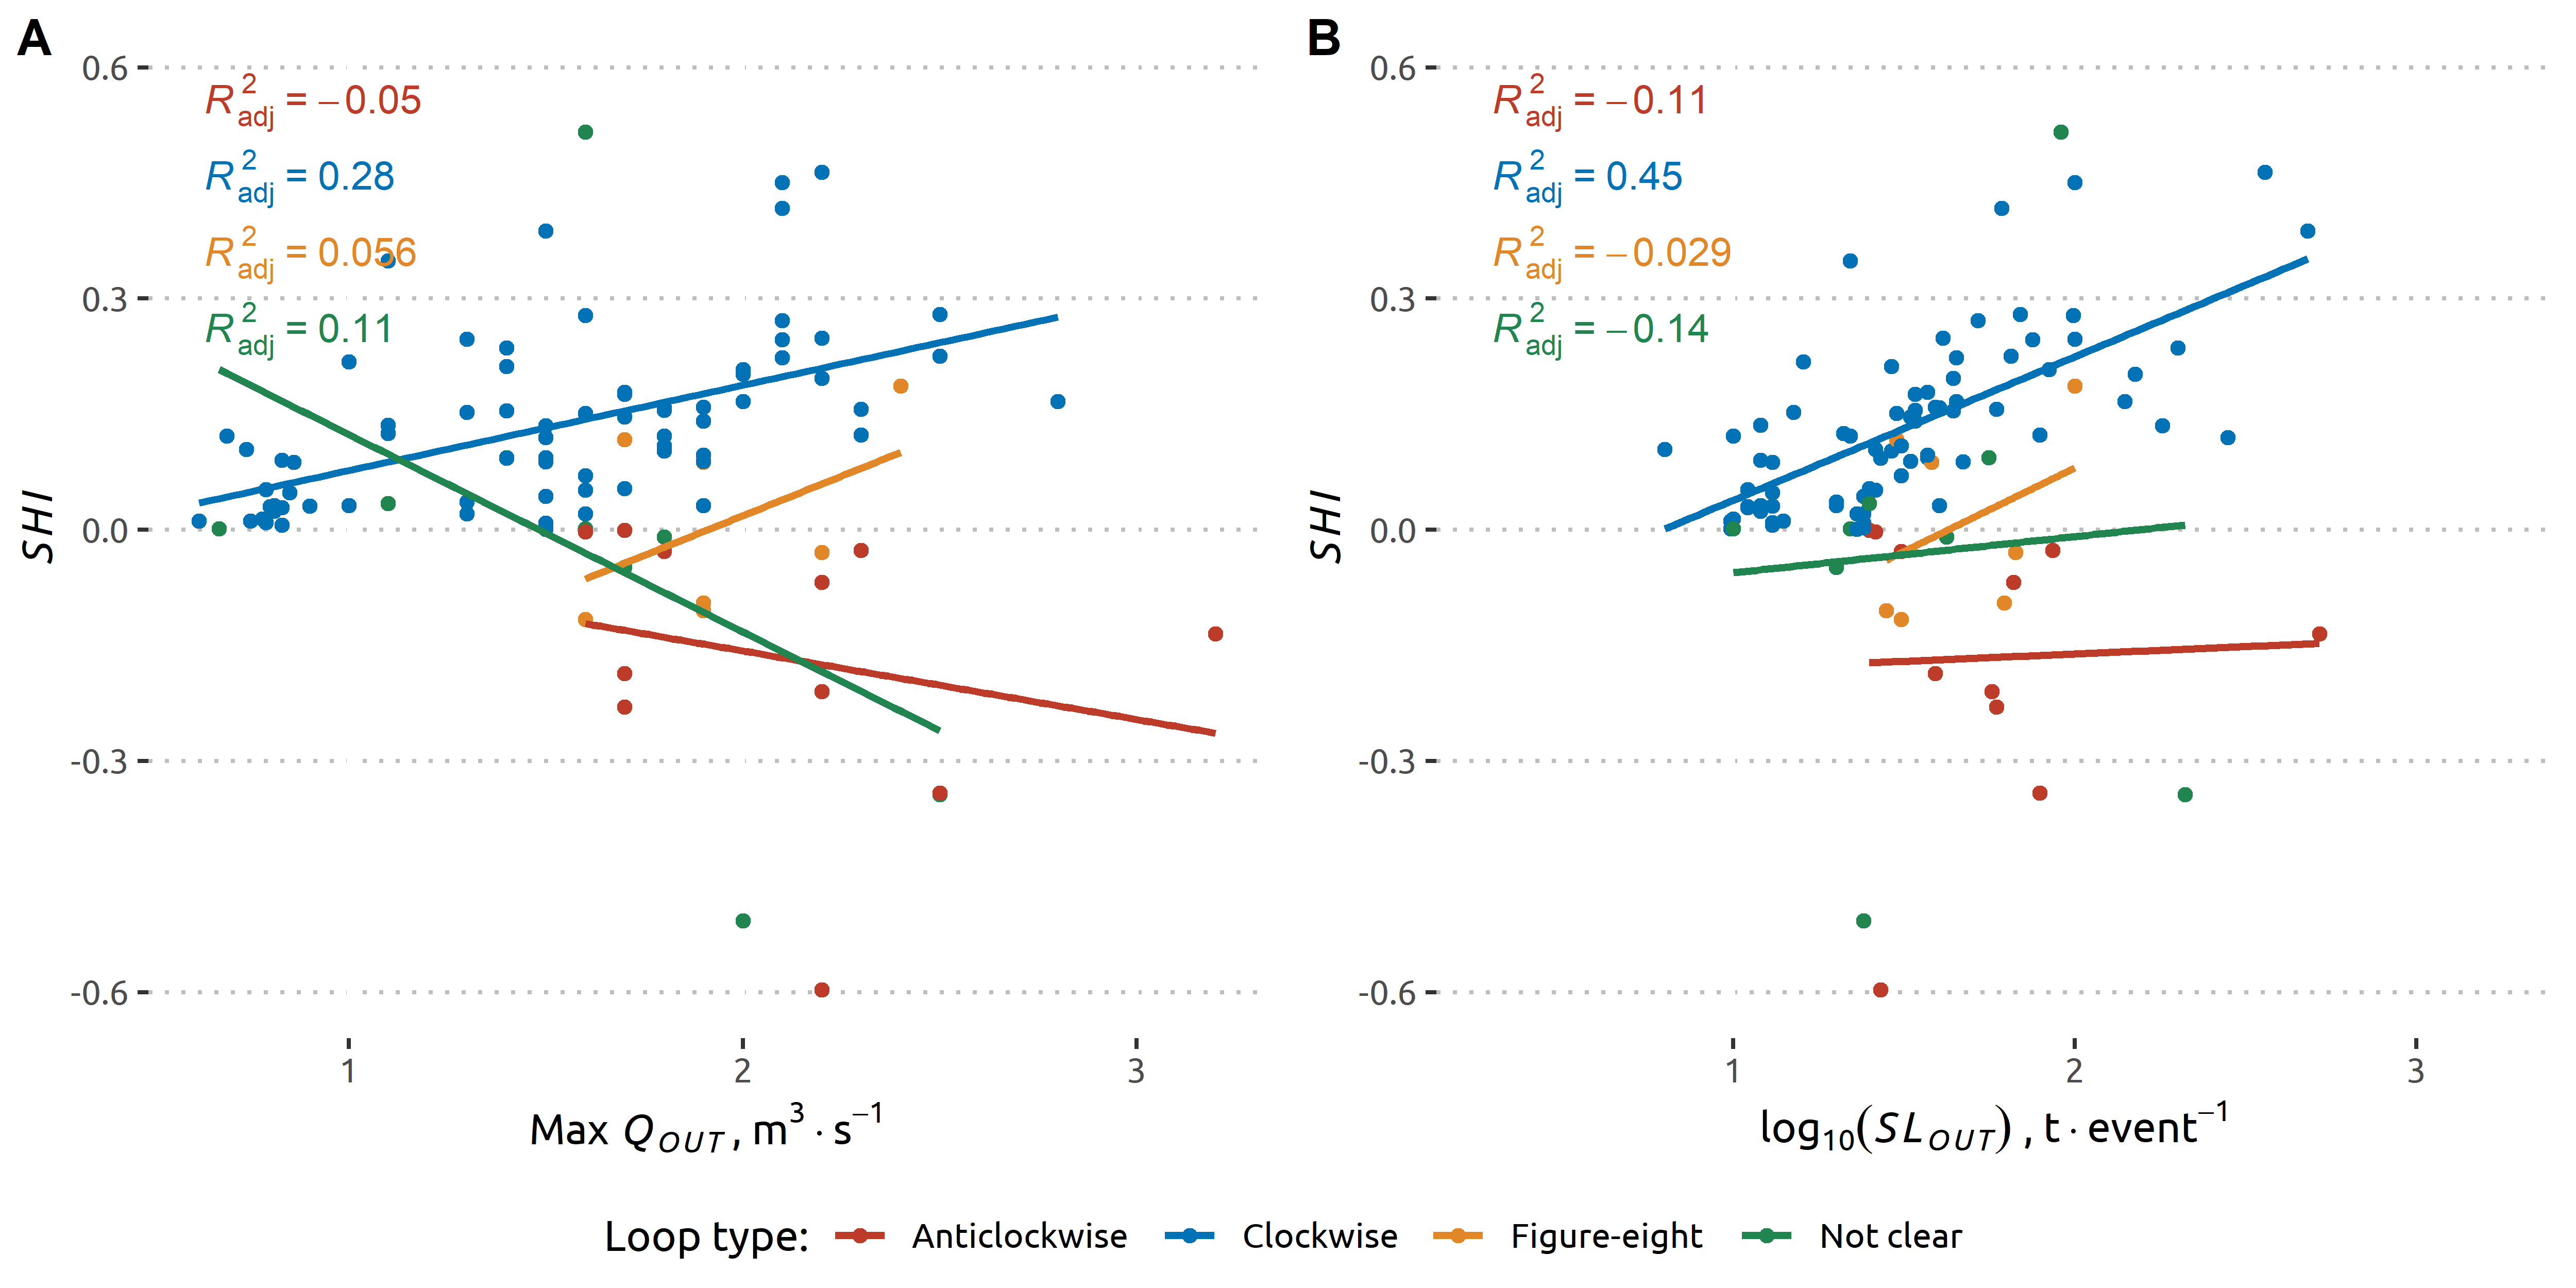 A
B
0.6
0.3
0.0
-0.3
-0.6
SHI
R²adj = −0.05
R²adj = 0.28
R²adj = 0.056
R²adj = 0.11
1 2 3
Max Q_OUT, m³·s⁻¹
0.6
0.3
0.0
-0.3
-0.6
SHI
R²adj = −0.11
R²adj = 0.45
R²adj = −0.029
R²adj = −0.14
1 2 3
log₁₀(SL_OUT), t·event⁻¹
Loop type: Anticlockwise Clockwise Figure-eight Not clear